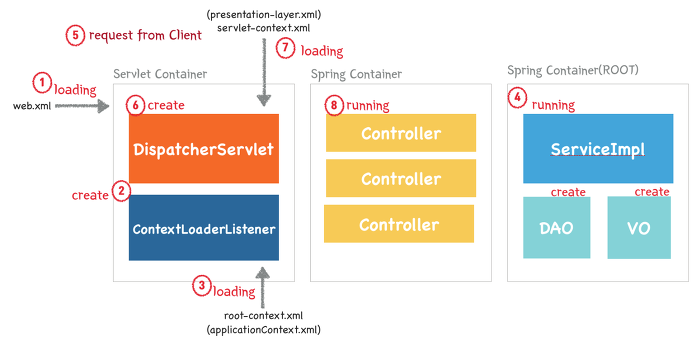 (presentation-layer.xml)
servlet-context.xml
5 request from Client
7 loading
Servlet Container
Spring Container
Spring Container(ROOT)
1 loading
web.xml
6 create
8 running
4 running
DispatcherServlet
Controller
ServiceImpl
create 2
Controller
create
create
ContextLoaderListener
Controller
DAO
VO
3 loading
root-context.xml
(applicationContext.xml)